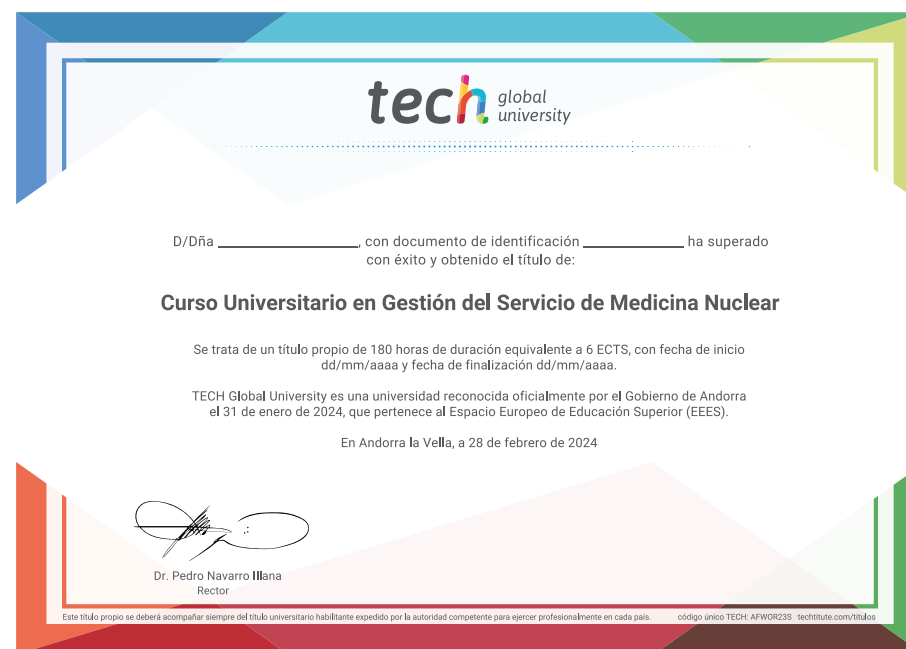 tech global university
D/Dña ____________, con documento de identificación ____________ ha superado
con éxito y obtenido el título de:
Curso Universitario en Gestión del Servicio de Medicina Nuclear
Se trata de un título propio de 180 horas de duración equivalente a 6 ECTS, con fecha de inicio
dd/mm/aaaa y fecha de finalización dd/mm/aaaa.
TECH Global University es una universidad reconocida oficialmente por el Gobierno de Andorra
el 31 de enero de 2024, que pertenece al Espacio Europeo de Educación Superior (EEES).
En Andorra la Vella, a 28 de febrero de 2024
Dr. Pedro Navarro Illana
Rector
Este título propio se deberá acompañar siempre del título universitario habilitante expedido por la autoridad competente para ejercer profesionalmente en cada país. código único TECH: AFWOR23S techtitute.com/titulos